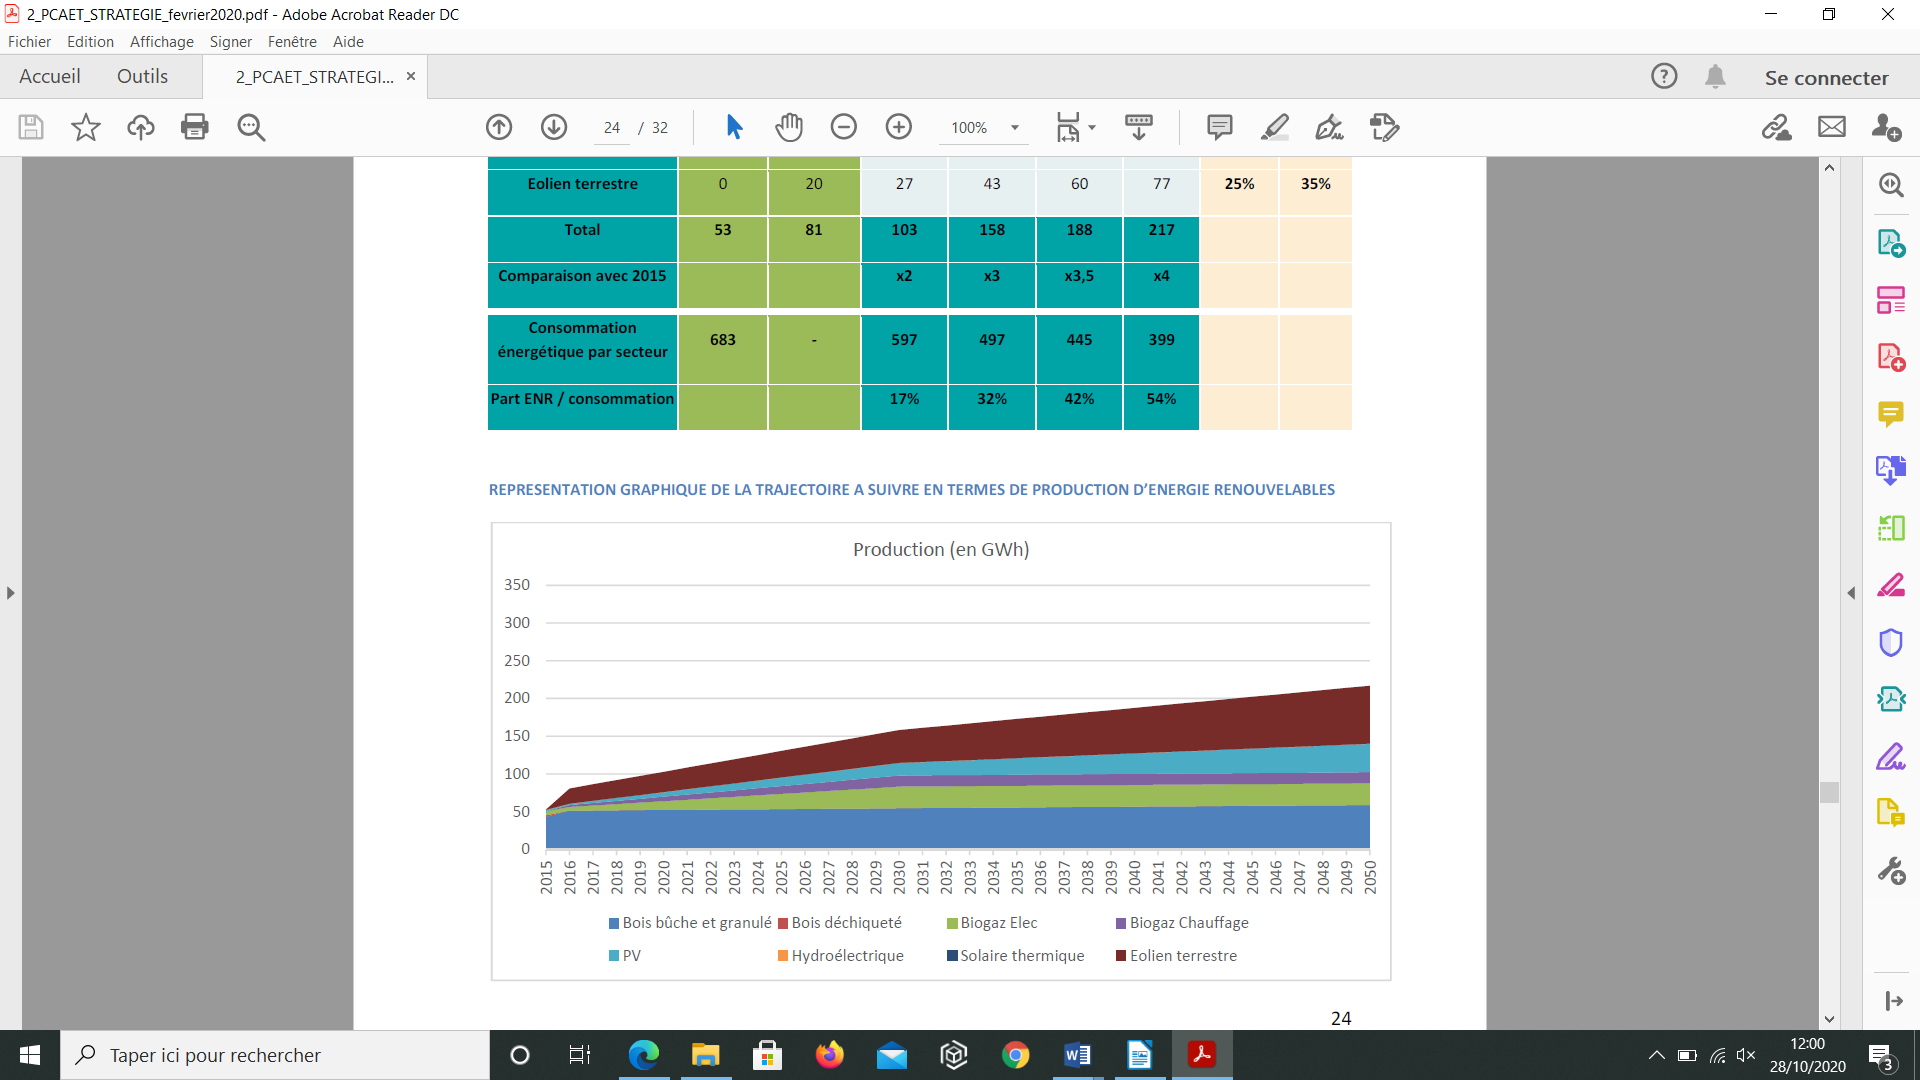 2_PCAET_STRATEGIE_fevrier2020.pdf - Adobe Acrobat Reader DC
Fichier Edition Affichage Signer Fenêtre Aide
Accueil Outils 2_PCAET_STRATEGI... × Se connecter
24 / 32 100%
Eolien terrestre 0 20 27 43 60 77 25% 35%
Total 53 81 103 158 188 217
Comparaison avec 2015 x2 x3 x3,5 x4
Consommation
énergétique par secteur 683 - 597 497 445 399
Part ENR / consommation 17% 32% 42% 54%
REPRESENTATION GRAPHIQUE DE LA TRAJECTOIRE A SUIVRE EN TERMES DE PRODUCTION D’ENERGIE RENOUVELABLES
Production (en GWh)
350
300
250
200
150
100
50
0
2015 2016 2017 2018 2019 2020 2021 2022 2023 2024 2025 2026 2027 2028 2029 2030 2031 2032 2033 2034 2035 2036 2037 2038 2039 2040 2041 2042 2043 2044 2045 2046 2047 2048 2049 2050
Bois bûche et granulé Bois déchiqueté Biogaz Elec Biogaz Chauffage
PV Hydroélectrique Solaire thermique Eolien terrestre
24
Taper ici pour rechercher
12:00
28/10/2020
3